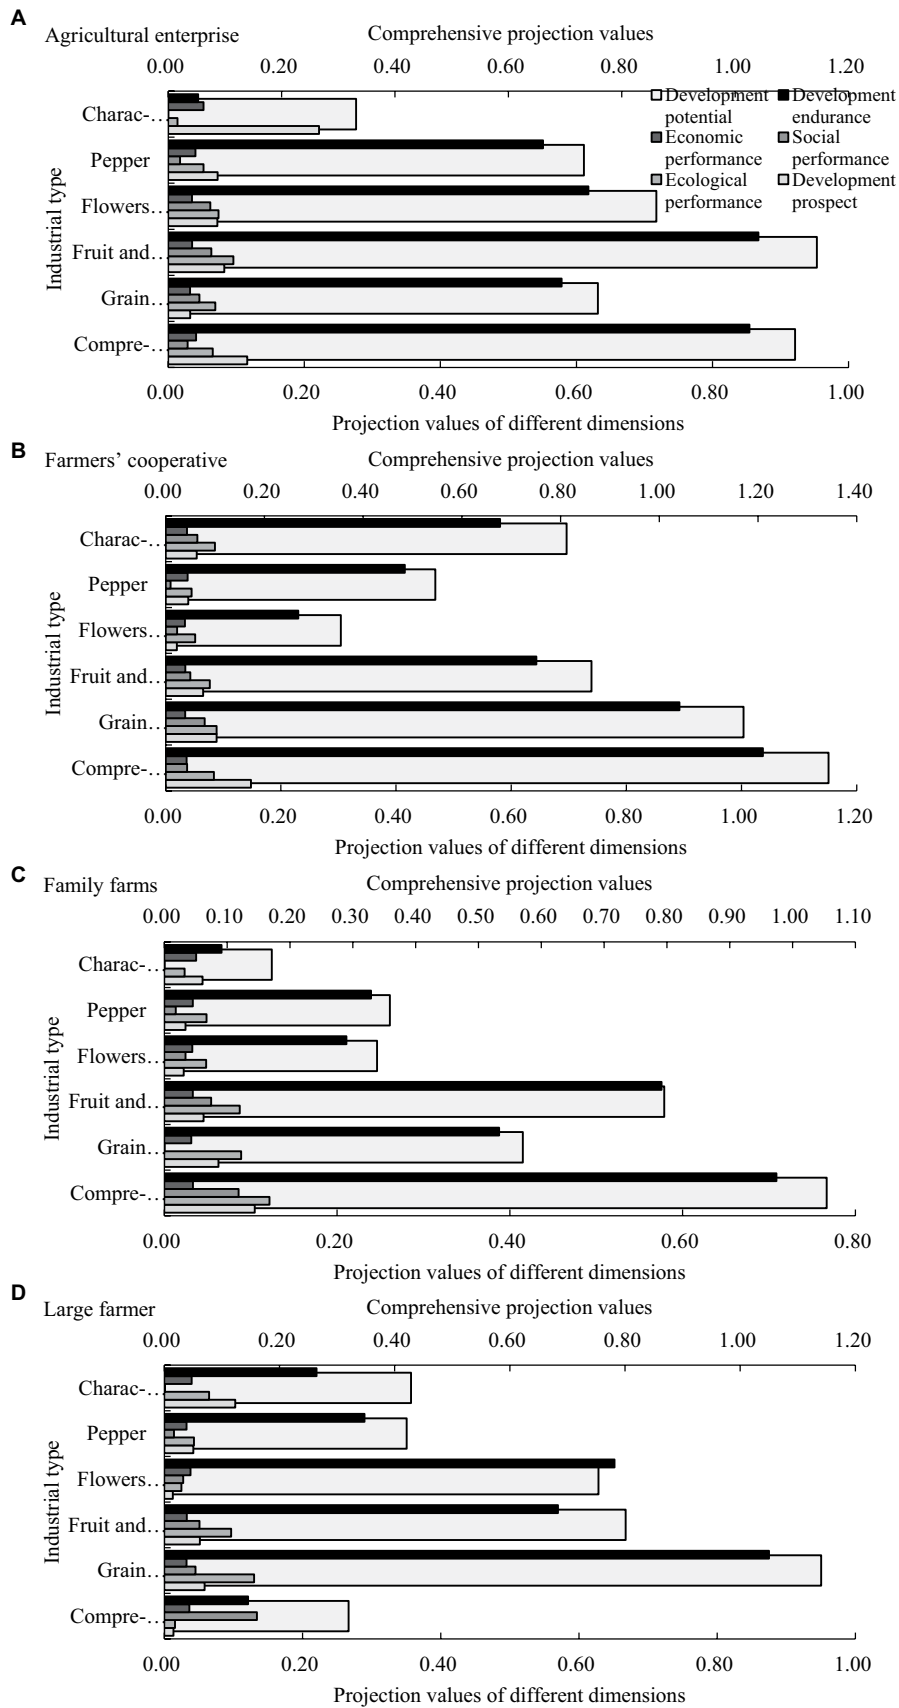 A
Agricultural enterprise
Comprehensive projection values
0.00 0.20 0.40 0.60 0.80 1.00 1.20
Development potential
Development endurance
Economic performance
Social performance
Ecological performance
Development prospect
Industrial type
Charac-…
Pepper
Flowers…
Fruit and…
Grain…
Compre-…
0.00 0.20 0.40 0.60 0.80 1.00
Projection values of different dimensions
B
Farmers’ cooperative
Comprehensive projection values
0.00 0.20 0.40 0.60 0.80 1.00 1.20 1.40
Industrial type
Charac-…
Pepper
Flowers…
Fruit and…
Grain…
Compre-…
0.00 0.20 0.40 0.60 0.80 1.00 1.20
Projection values of different dimensions
C
Family farms
Comprehensive projection values
0.00 0.10 0.20 0.30 0.40 0.50 0.60 0.70 0.80 0.90 1.00 1.10
Industrial type
Charac-…
Pepper
Flowers…
Fruit and…
Grain…
Compre-…
0.00 0.20 0.40 0.60 0.80
Projection values of different dimensions
D
Large farmer
Comprehensive projection values
0.00 0.20 0.40 0.60 0.80 1.00 1.20
Industrial type
Charac-…
Pepper
Flowers…
Fruit and…
Grain…
Compre-…
0.00 0.20 0.40 0.60 0.80 1.00
Projection values of different dimensions